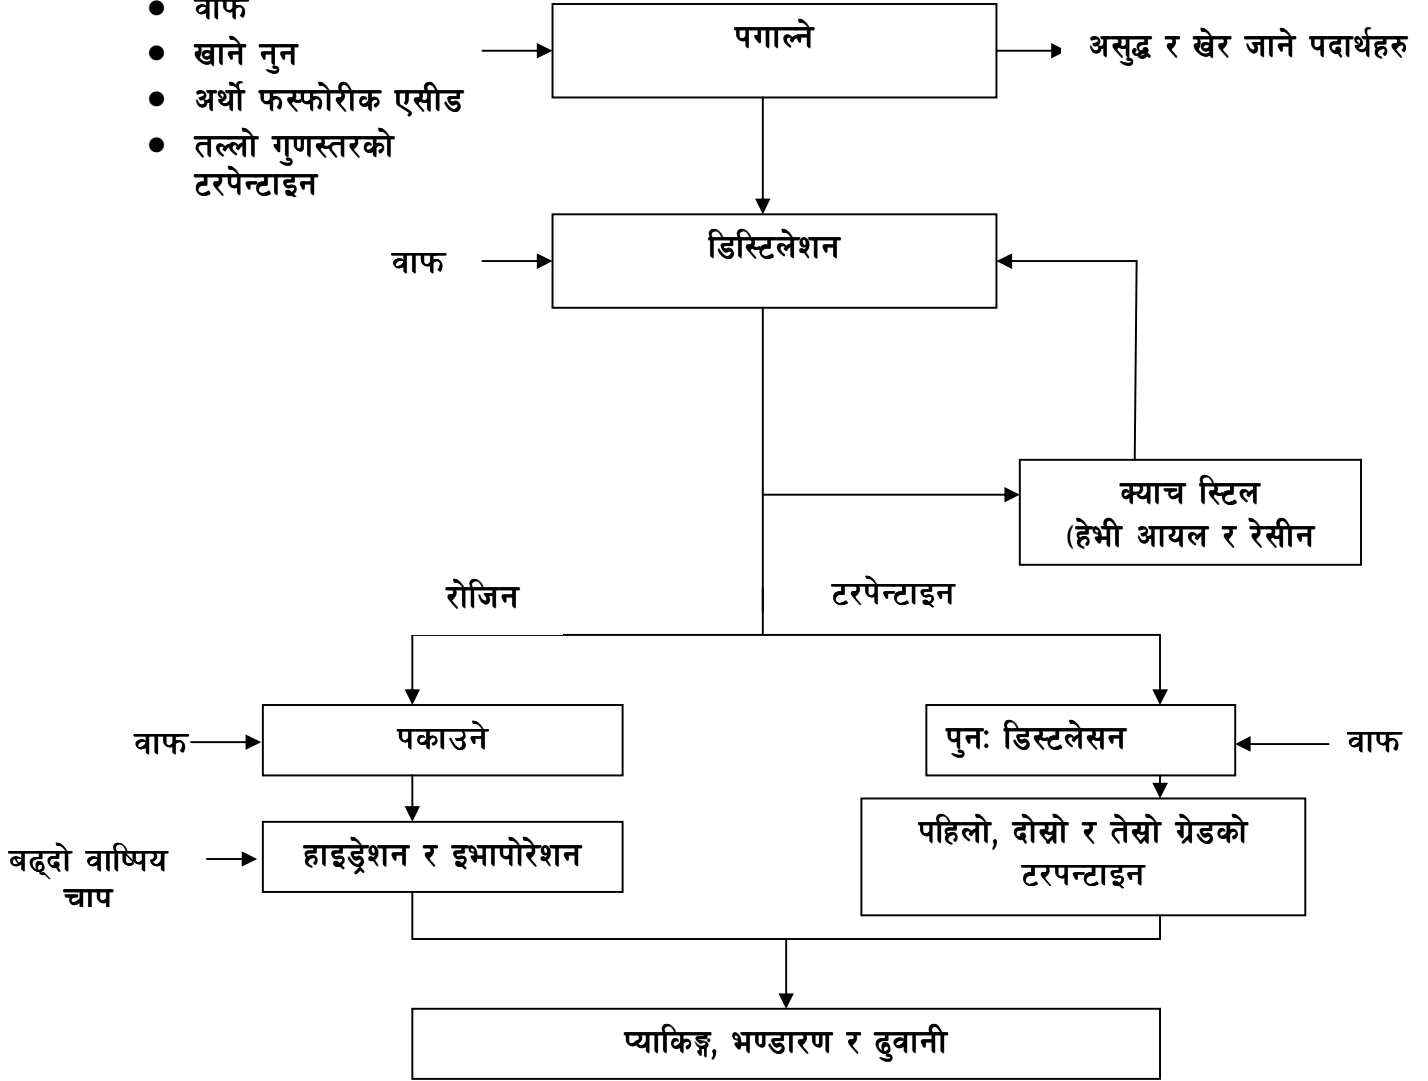 वाफ
पगाल्ने
असुद्ध र खेर जाने पदार्थहरु
खाने नुन
अर्थो फस्फोरीक एसीड
तल्लो गुणस्तरको
टरपेन्टाइन
वाफ
डिस्टिलेशन
क्याच स्टिल
(हेभी आयल र रेसीन
रोजिन
टरपेन्टाइन
वाफ
पकाउने
पुनः डिस्टलेसन
वाफ
बढ्दो वाष्पिय
चाप
हाइड्रेशन र इभापोरेशन
पहिलो, दोस्रो र तेस्रो ग्रेडको
टरपन्टाइन
प्याकिङ्ग, भण्डारण र ढुवानी